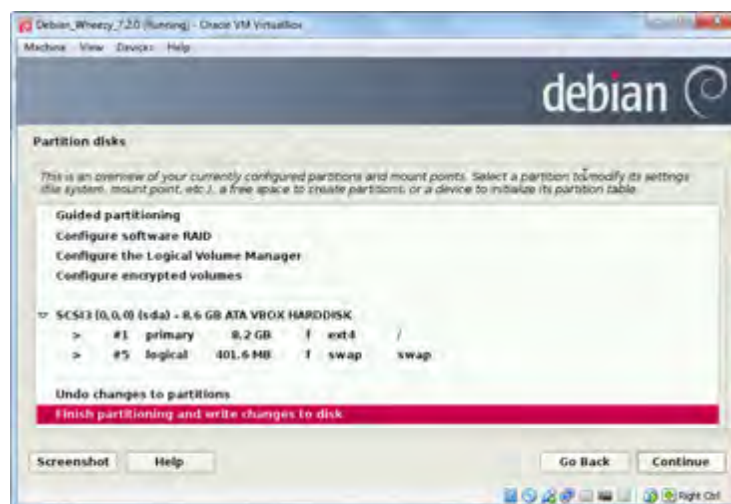 Debian_Wheezy_7.2.0 [Running] - Oracle VM VirtualBox
Machine View Devices Help
debian
Partition disks
This is an overview of your currently configured partitions and mount points. Select a partition to modify its settings
(file system, mount point, etc.), a free space to create partitions, or a device to initialize its partition table.
Guided partitioning
Configure software RAID
Configure the Logical Volume Manager
Configure encrypted volumes
▽ SCSI3 (0,0,0) (sda) - 8.6 GB ATA VBOX HARDDISK
> #1 primary 8.2 GB f ext4 /
> #5 logical 401.6 MB f swap swap
Undo changes to partitions
Finish partitioning and write changes to disk
Screenshot Help Go Back Continue
Right Ctrl